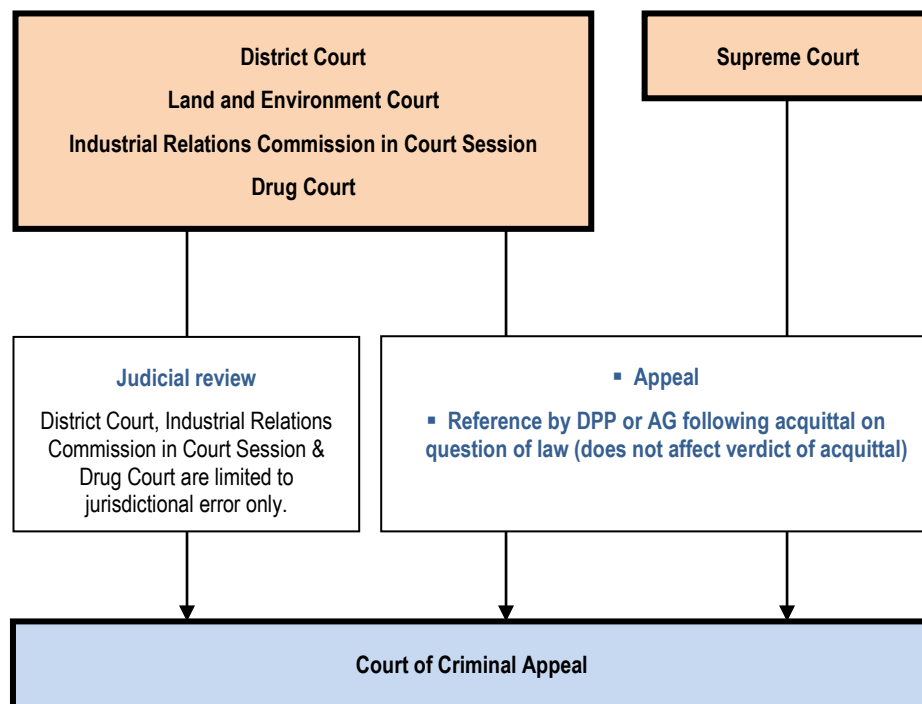 District Court
Land and Environment Court
Industrial Relations Commission in Court Session
Drug Court
Supreme Court
Judicial review
District Court, Industrial Relations
Commission in Court Session &
Drug Court are limited to
jurisdictional error only.
▪ Appeal
▪ Reference by DPP or AG following acquittal on
question of law (does not affect verdict of acquittal)
Court of Criminal Appeal